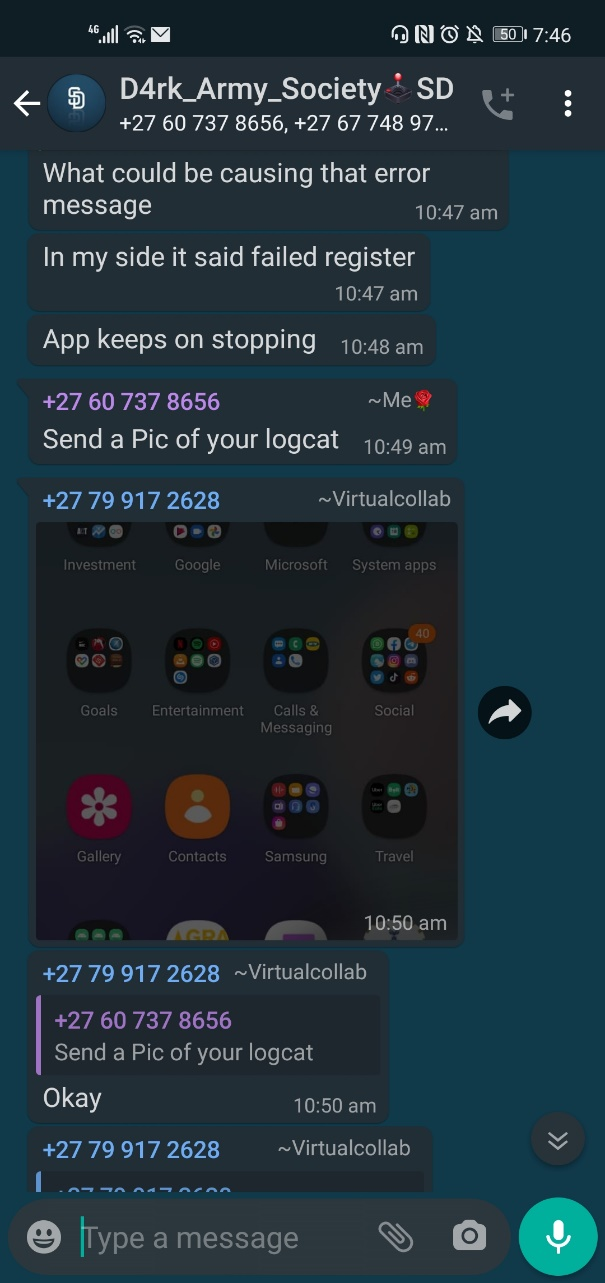 4G 50 7:46
D4rk_Army_Society🕹️SD
+27 60 737 8656, +27 67 748 97...
What could be causing that error
message
10:47 am
In my side it said failed register
10:47 am
App keeps on stopping 10:48 am
+27 60 737 8656 ~Me🌹
Send a Pic of your logcat 10:49 am
+27 79 917 2628 ~Virtualcollab
Investment Google Microsoft System apps
40
Goals Entertainment Calls & Social
Messaging
Gallery Contacts Samsung Travel
10:50 am
+27 79 917 2628 ~Virtualcollab
+27 60 737 8656
Send a Pic of your logcat
Okay 10:50 am
+27 79 917 2628 ~Virtualcollab
+27 79 917 2628
Type a message